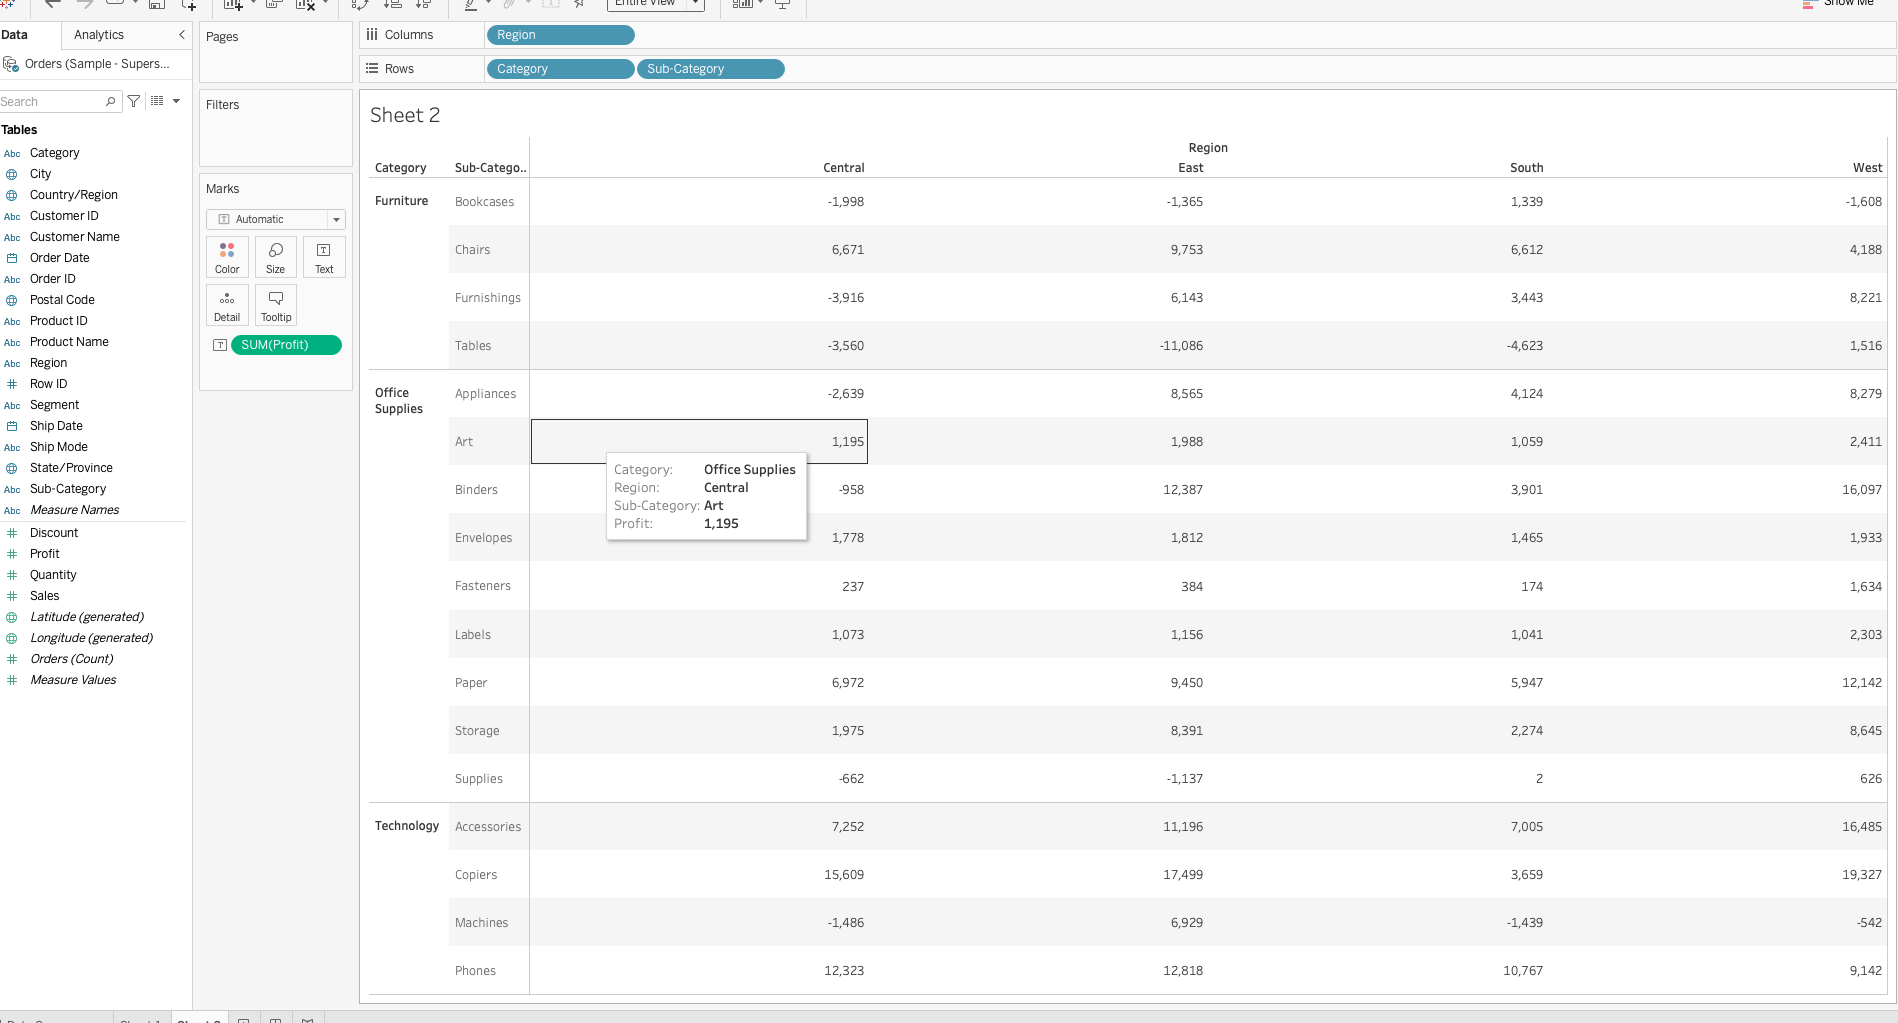 Entire View
Show Me
Data
Analytics
Pages
Columns
Region
Orders (Sample - Supers...
Rows
Category
Sub-Category
Search
Filters
Tables
Abc Category
City
Country/Region
Abc Customer ID
Abc Customer Name
Order Date
Abc Order ID
Postal Code
Abc Product ID
Abc Product Name
Abc Region
Row ID
Abc Segment
Ship Date
Abc Ship Mode
State/Province
Abc Sub-Category
Abc Measure Names
Discount
Profit
Quantity
Sales
Latitude (generated)
Longitude (generated)
Orders (Count)
Measure Values
Marks
T Automatic
Color
Size
T Text
Detail
Tooltip
T SUM(Profit)
Sheet 2
Region
Category Sub-Catego.. Central East South West
Furniture Bookcases -1,998 -1,365 1,339 -1,608
Chairs 6,671 9,753 6,612 4,188
Furnishings -3,916 6,143 3,443 8,221
Tables -3,560 -11,086 -4,623 1,516
Office
Supplies
Appliances -2,639 8,565 4,124 8,279
Art 1,195 1,988 1,059 2,411
Category: Office Supplies
Region: Central
Sub-Category: Art
Profit: 1,195
Binders -958 12,387 3,901 16,097
Envelopes 1,778 1,812 1,465 1,933
Fasteners 237 384 174 1,634
Labels 1,073 1,156 1,041 2,303
Paper 6,972 9,450 5,947 12,142
Storage 1,975 8,391 2,274 8,645
Supplies -662 -1,137 2 626
Technology Accessories 7,252 11,196 7,005 16,485
Copiers 15,609 17,499 3,659 19,327
Machines -1,486 6,929 -1,439 -542
Phones 12,323 12,818 10,767 9,142